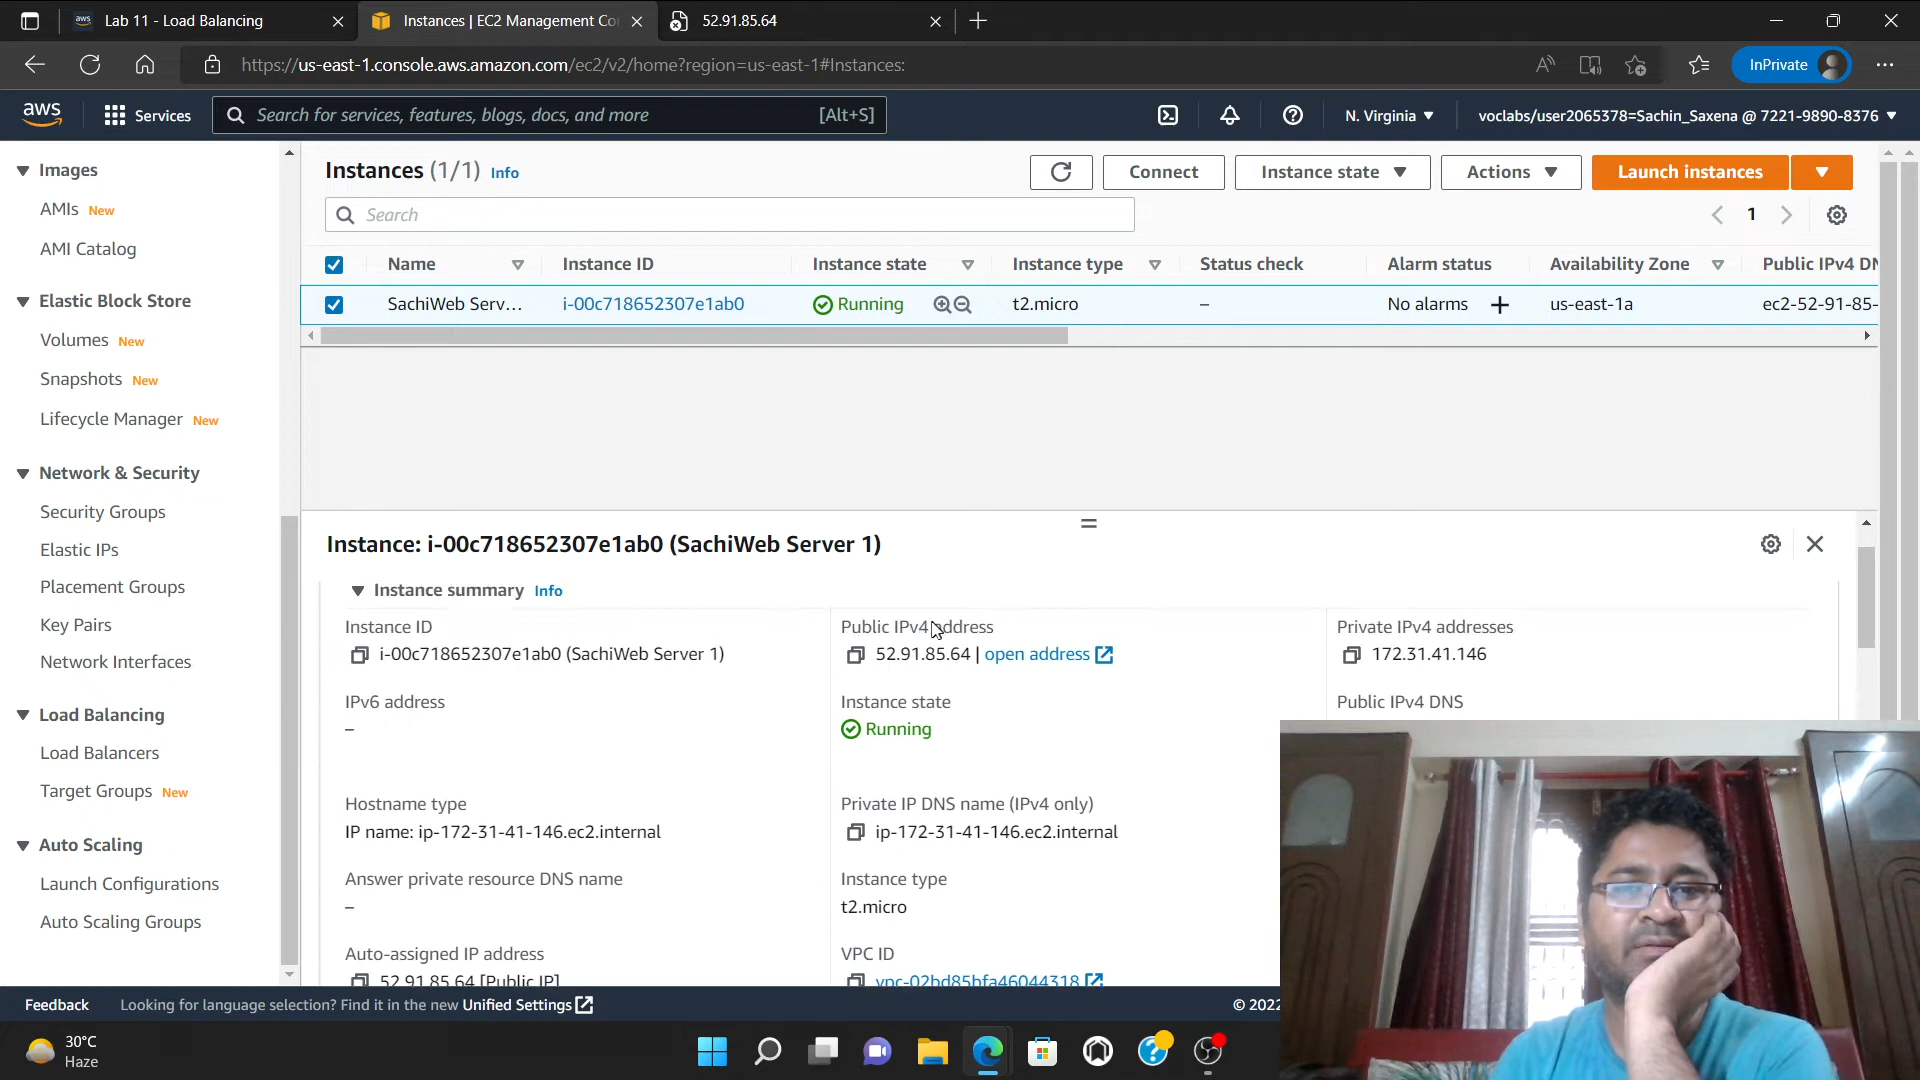 Lab 11 - Load Balancing
Instances | EC2 Management Co
52.91.85.64
https://us-east-1.console.aws.amazon.com/ec2/v2/home?region=us-east-1#Instances:
InPrivate
aws
Services
Search for services, features, blogs, docs, and more
[Alt+S]
N. Virginia
voclabs/user2065378=Sachin_Saxena @ 7221-9890-8376
Images
AMIs New
AMI Catalog
Elastic Block Store
Volumes New
Snapshots New
Lifecycle Manager New
Network & Security
Security Groups
Elastic IPs
Placement Groups
Key Pairs
Network Interfaces
Load Balancing
Load Balancers
Target Groups New
Auto Scaling
Launch Configurations
Auto Scaling Groups
Instances (1/1) Info
Connect
Instance state
Actions
Launch instances
Search
1
Name
Instance ID
Instance state
Instance type
Status check
Alarm status
Availability Zone
Public IPv4 DN
SachiWeb Serv...
i-00c718652307e1ab0
Running
t2.micro
–
No alarms
us-east-1a
ec2-52-91-85-
Instance: i-00c718652307e1ab0 (SachiWeb Server 1)
Instance summary Info
Instance ID
i-00c718652307e1ab0 (SachiWeb Server 1)
Public IPv4 address
52.91.85.64 | open address
Private IPv4 addresses
172.31.41.146
IPv6 address
–
Instance state
Running
Public IPv4 DNS
Hostname type
IP name: ip-172-31-41-146.ec2.internal
Private IP DNS name (IPv4 only)
ip-172-31-41-146.ec2.internal
Answer private resource DNS name
–
Instance type
t2.micro
Auto-assigned IP address
52.91.85.64 [Public IP]
VPC ID
vpc-02bd85bfa46044318
Feedback
Looking for language selection? Find it in the new Unified Settings
© 2022
30°C
Haze